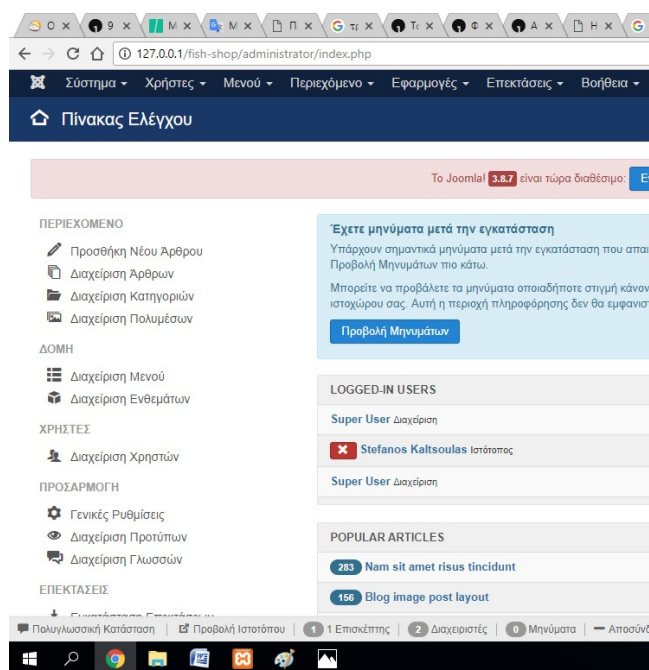 127.0.0.1/fish-shop/administrator/index.php
Σύστημα Χρήστες Μενού Περιεχόμενο Εφαρμογές Επεκτάσεις Βοήθεια
Πίνακας Ελέγχου
Το Joomla! 3.8.7 είναι τώρα διαθέσιμο:
ΠΕΡΙΕΧΟΜΕΝΟ
Προσθήκη Νέου Άρθρου
Διαχείριση Άρθρων
Διαχείριση Κατηγοριών
Διαχείριση Πολυμέσων
ΔΟΜΗ
Διαχείριση Μενού
Διαχείριση Ενθεμάτων
ΧΡΗΣΤΕΣ
Διαχείριση Χρηστών
ΠΡΟΣΑΡΜΟΓΗ
Γενικές Ρυθμίσεις
Διαχείριση Προτύπων
Διαχείριση Γλωσσών
ΕΠΕΚΤΑΣΕΙΣ
Έχετε μηνύματα μετά την εγκατάσταση
Υπάρχουν σημαντικά μηνύματα μετά την εγκατάσταση που απαι
Προβολή Μηνυμάτων πιο κάτω.
Μπορείτε να προβάλετε τα μηνύματα οποιαδήποτε στιγμή κάνον
ιστοχώρου σας. Αυτή η περιοχή πληροφόρησης δεν θα εμφανιστ
Προβολή Μηνυμάτων
LOGGED-IN USERS
Super User Διαχείριση
Stefanos Kaltsoulas Ιστότοπος
Super User Διαχείριση
POPULAR ARTICLES
283 Nam sit amet risus tincidunt
156 Blog image post layout
Πολυγλωσσική Κατάσταση Προβολή Ιστοτόπου 1 1 Επισκέπτης 2 Διαχειριστές 0 Μηνύματα Αποσύνδ